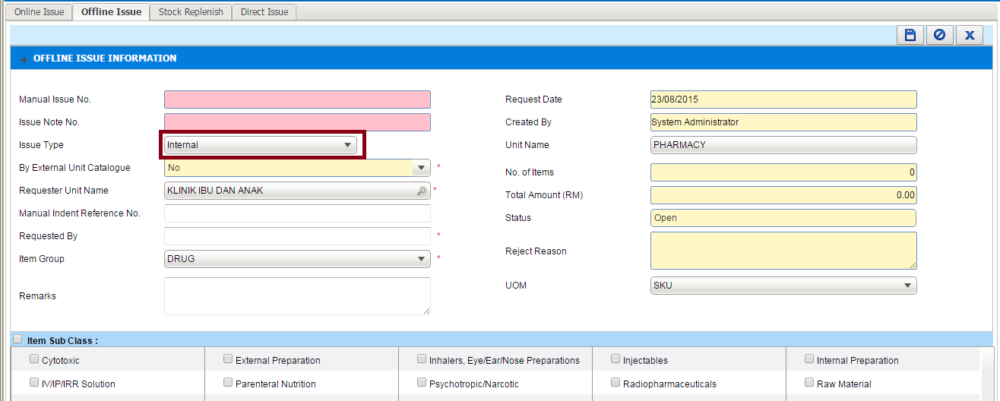 Online Issue
Offline Issue
Stock Replenish
Direct Issue
OFFLINE ISSUE INFORMATION
Manual Issue No.
Request Date 23/08/2015
Issue Note No.
Created By System Administrator
Issue Type Internal
Unit Name PHARMACY
By External Unit Catalogue No *
No. of Items 0
Requester Unit Name KLINIK IBU DAN ANAK *
Total Amount (RM) 0.00
Manual Indent Reference No.
Status Open
Requested By *
Reject Reason
Item Group DRUG *
UOM SKU
Remarks
Item Sub Class :
Cytotoxic
External Preparation
Inhalers, Eye/Ear/Nose Preparations
Injectables
Internal Preparation
IV/IP/IRR Solution
Parenteral Nutrition
Psychotropic/Narcotic
Radiopharmaceuticals
Raw Material